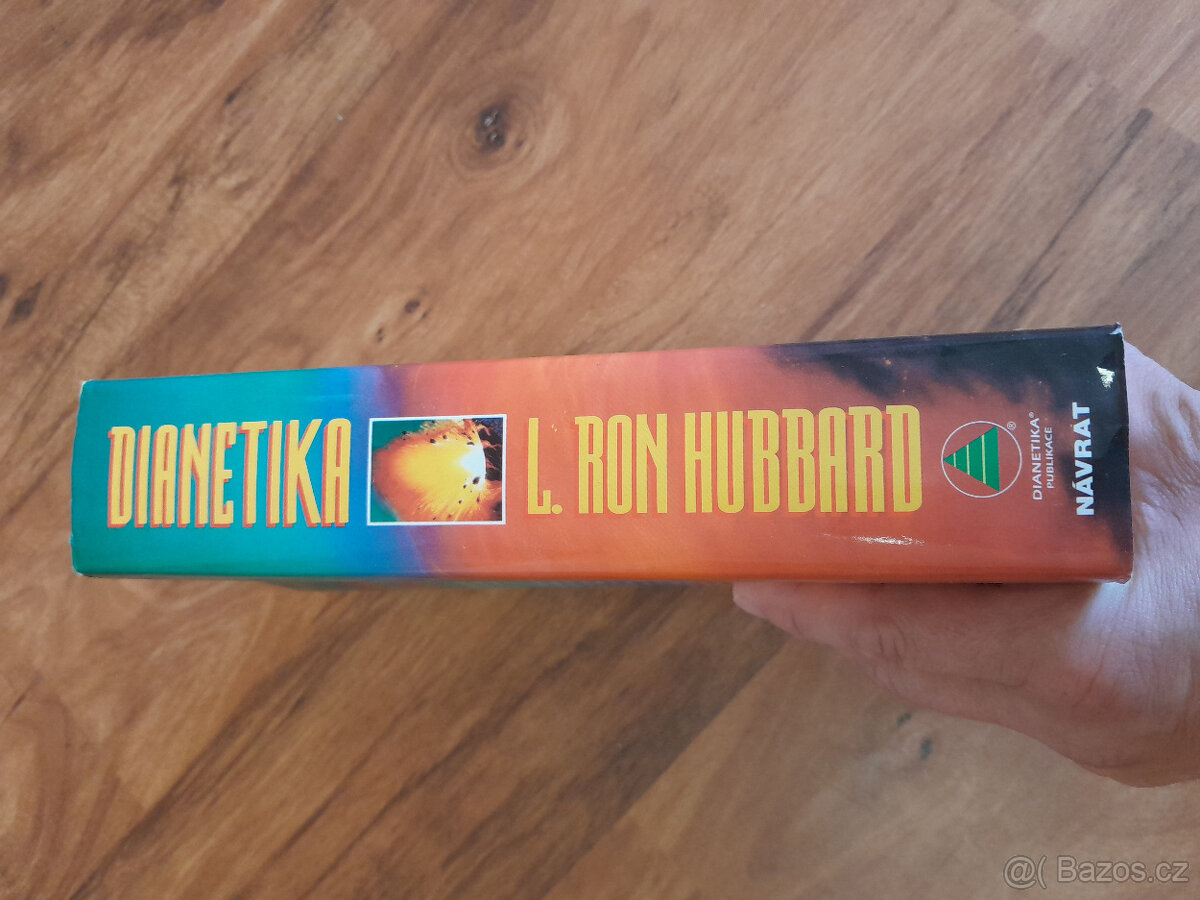 DIANETIKA
L. RON HUBBARD
®
DIANETIKA®
PUBLIKACE
NÁVRAT
@( Bazos.cz